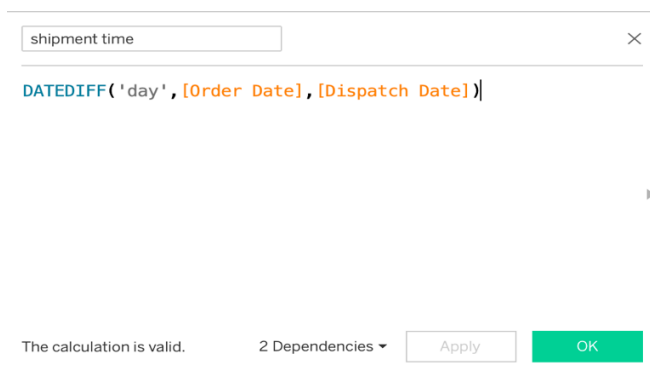 shipment time
DATEDIFF('day',[Order Date],[Dispatch Date])
The calculation is valid. 2 Dependencies Apply OK